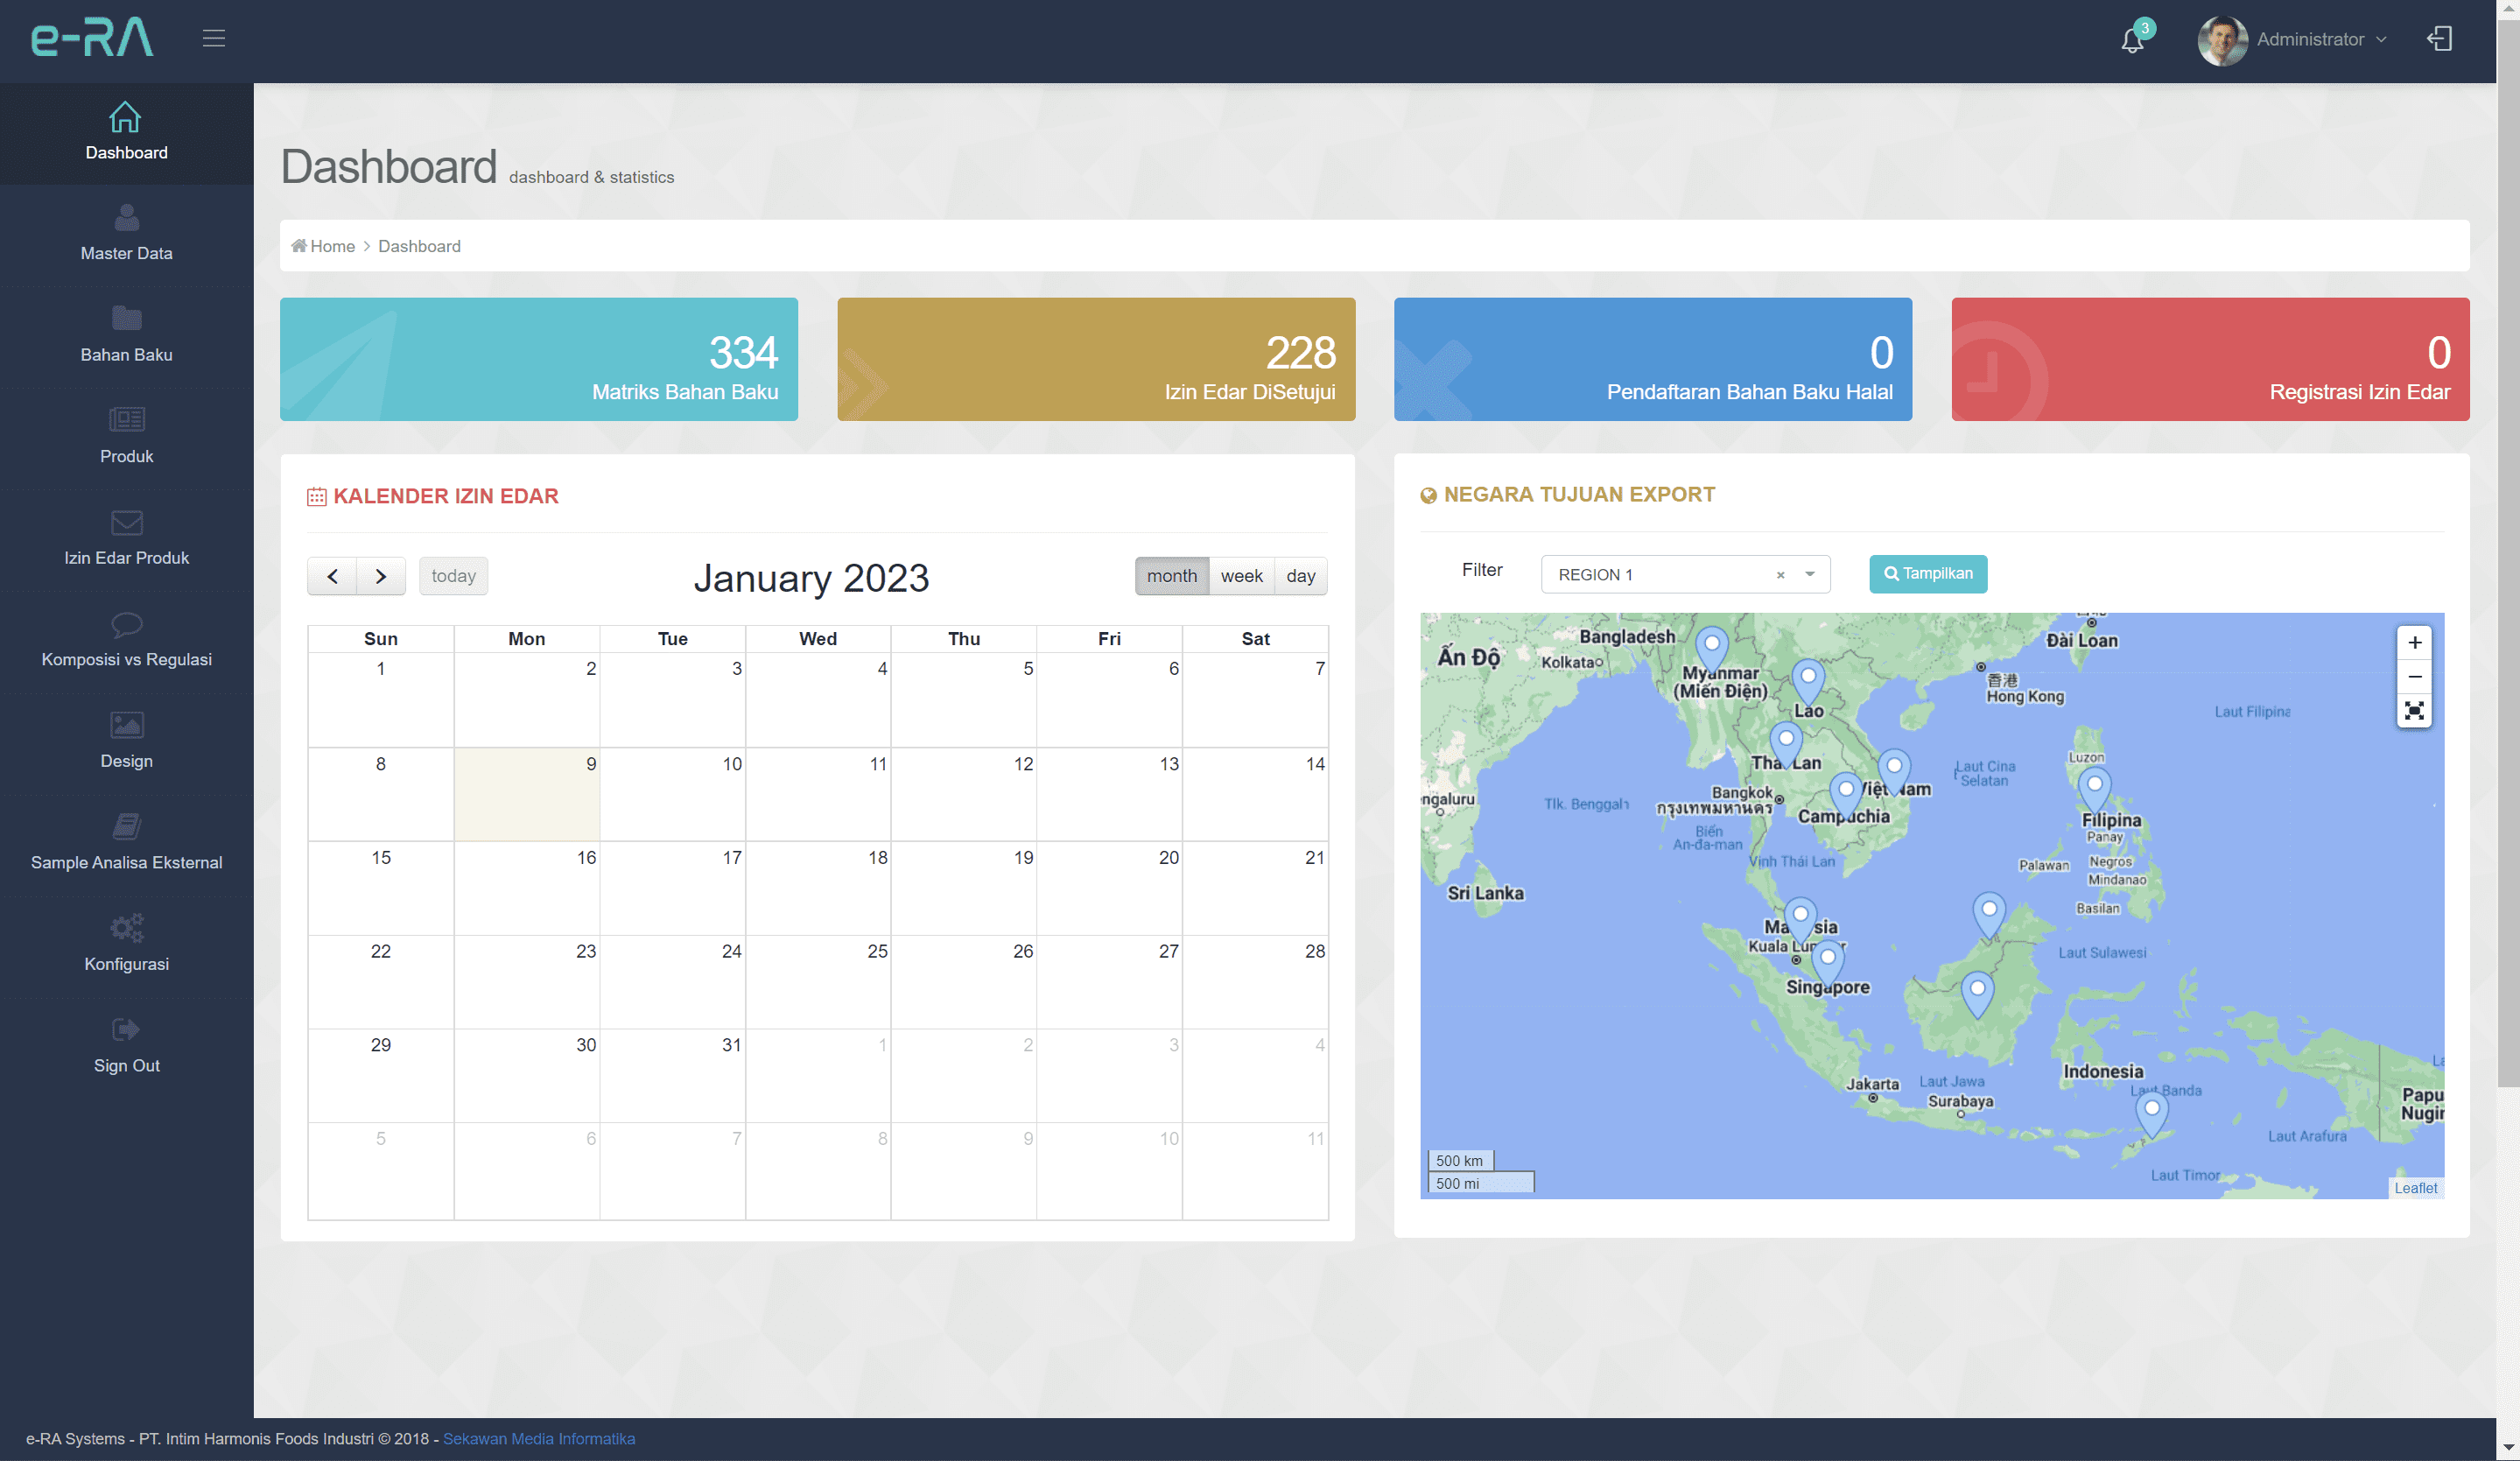 e-RA
3
Administrator
Dashboard
Master Data
Bahan Baku
Produk
Izin Edar Produk
Komposisi vs Regulasi
Design
Sample Analisa Eksternal
Konfigurasi
Sign Out
Dashboard dashboard & statistics
Home > Dashboard
334
Matriks Bahan Baku
228
Izin Edar DiSetujui
0
Pendaftaran Bahan Baku Halal
0
Registrasi Izin Edar
KALENDER IZIN EDAR
today
January 2023
month week day
Sun Mon Tue Wed Thu Fri Sat
1 2 3 4 5 6 7
8 9 10 11 12 13 14
15 16 17 18 19 20 21
22 23 24 25 26 27 28
29 30 31 1 2 3 4
5 6 7 8 9 10 11
NEGARA TUJUAN EXPORT
Filter
REGION 1
×
Tampilkan
Bangladesh
Ấn Độ
Kolkata
Myanmar
(Miến Điện)
Lao
Đài Loan
香港
Hong Kong
Laut Filipina
Luzon
Laut Cina
Selatan
ngaluru
Tlk. Benggala
Bangkok
กรุงเทพมหานคร
Campuchia
Biển
An-đa-man
Vịnh Thái Lan
Filipina
Panay
Palawan
Negros
Mindanao
Basilan
Sri Lanka
Kuala
Singapore
Laut Sulawesi
Indonesia
Jakarta
Laut Jawa
Surabaya
Laut Banda
Papu
Nugin
Laut Arafura
Laut Timor
+
−
500 km
500 mi
Leaflet
e-RA Systems - PT. Intim Harmonis Foods Industri © 2018 - Sekawan Media Informatika